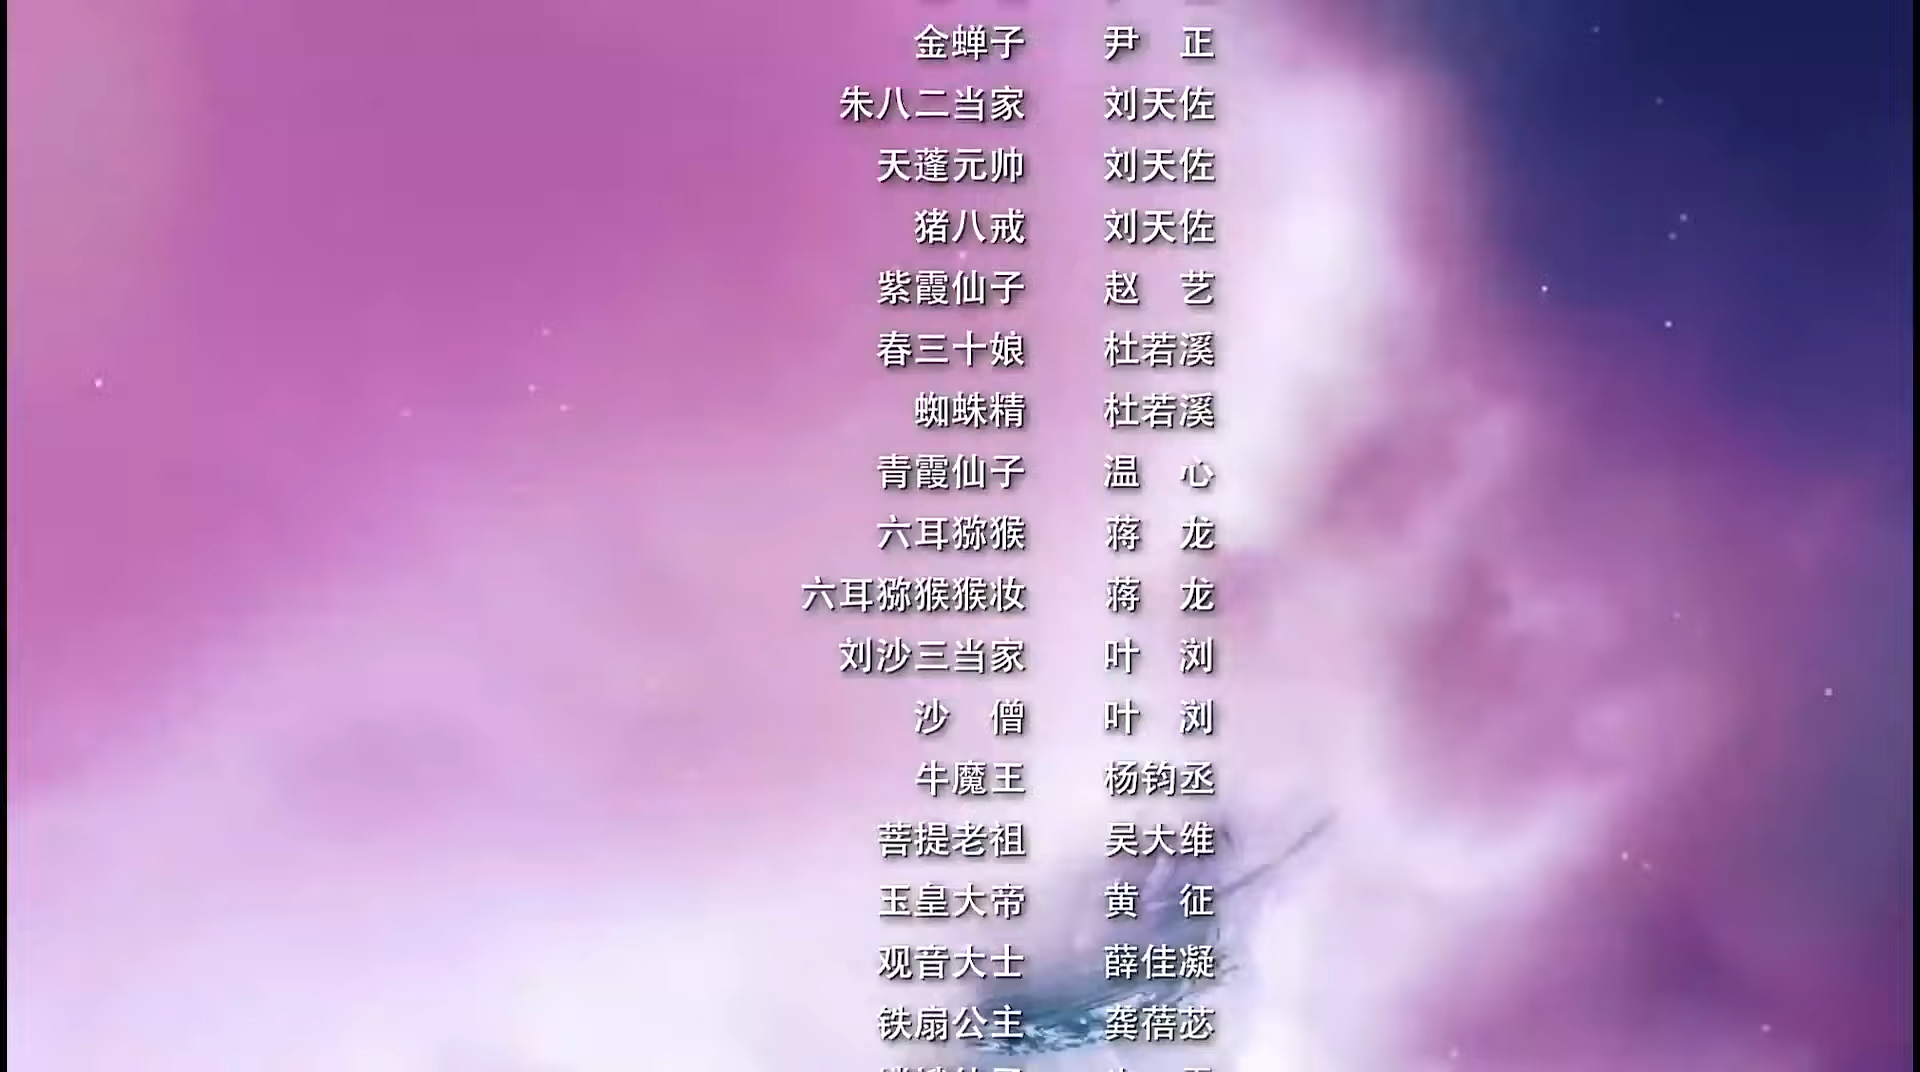 金蝉子 尹 正
朱八二当家 刘天佐
天蓬元帅 刘天佐
猪八戒 刘天佐
紫霞仙子 赵 艺
春三十娘 杜若溪
蜘蛛精 杜若溪
青霞仙子 温 心
六耳猕猴 蒋 龙
六耳猕猴猴妆 蒋 龙
刘沙三当家 叶 浏
沙 僧 叶 浏
牛魔王 杨钧丞
菩提老祖 吴大维
玉皇大帝 黄 征
观音大士 薛佳凝
铁扇公主 龚蓓苾